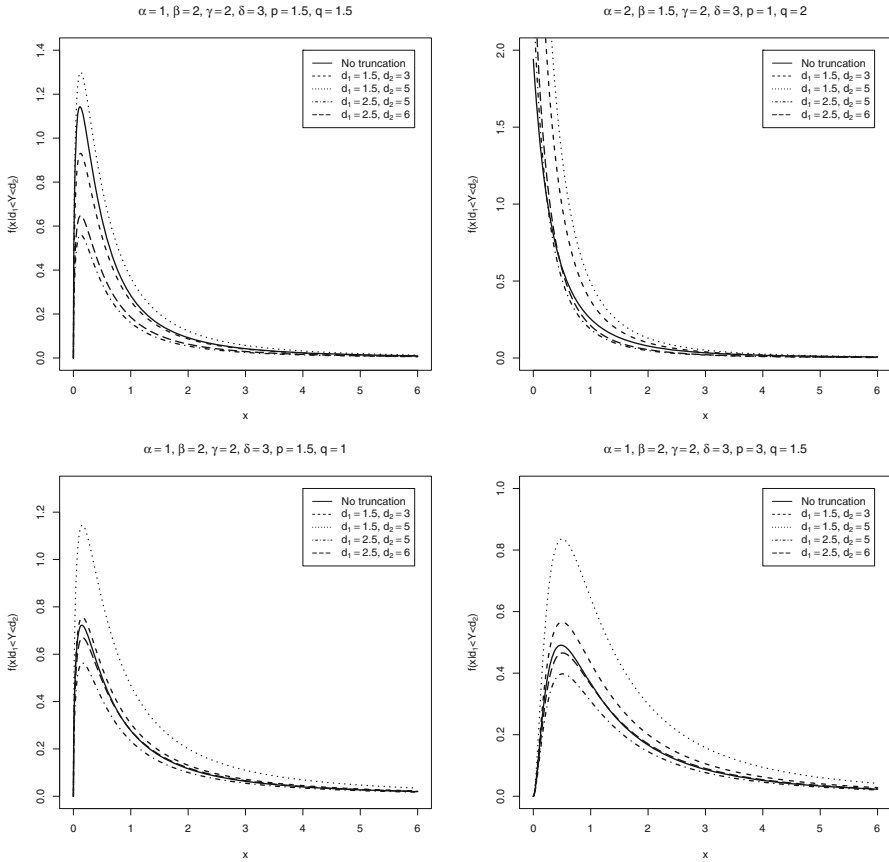 α = 1, β = 2, γ = 2, δ = 3, p = 1.5, q = 1.5
f(x|d₁<Y<d₂)
1.4
1.2
1.0
0.8
0.6
0.4
0.2
0.0
No truncation
d₁ = 1.5, d₂ = 3
d₁ = 1.5, d₂ = 5
d₁ = 2.5, d₂ = 5
d₁ = 2.5, d₂ = 6
0 1 2 3 4 5 6
x
α = 2, β = 1.5, γ = 2, δ = 3, p = 1, q = 2
f(x|d₁<Y<d₂)
2.0
1.5
1.0
0.5
0.0
No truncation
d₁ = 1.5, d₂ = 3
d₁ = 1.5, d₂ = 5
d₁ = 2.5, d₂ = 5
d₁ = 2.5, d₂ = 6
0 1 2 3 4 5 6
x
α = 1, β = 2, γ = 2, δ = 3, p = 1.5, q = 1
f(x|d₁<Y<d₂)
1.2
1.0
0.8
0.6
0.4
0.2
0.0
No truncation
d₁ = 1.5, d₂ = 3
d₁ = 1.5, d₂ = 5
d₁ = 2.5, d₂ = 5
d₁ = 2.5, d₂ = 6
0 1 2 3 4 5 6
x
α = 1, β = 2, γ = 2, δ = 3, p = 3, q = 1.5
f(x|d₁<Y<d₂)
1.0
0.8
0.6
0.4
0.2
0.0
No truncation
d₁ = 1.5, d₂ = 3
d₁ = 1.5, d₂ = 5
d₁ = 2.5, d₂ = 5
d₁ = 2.5, d₂ = 6
0 1 2 3 4 5 6
x